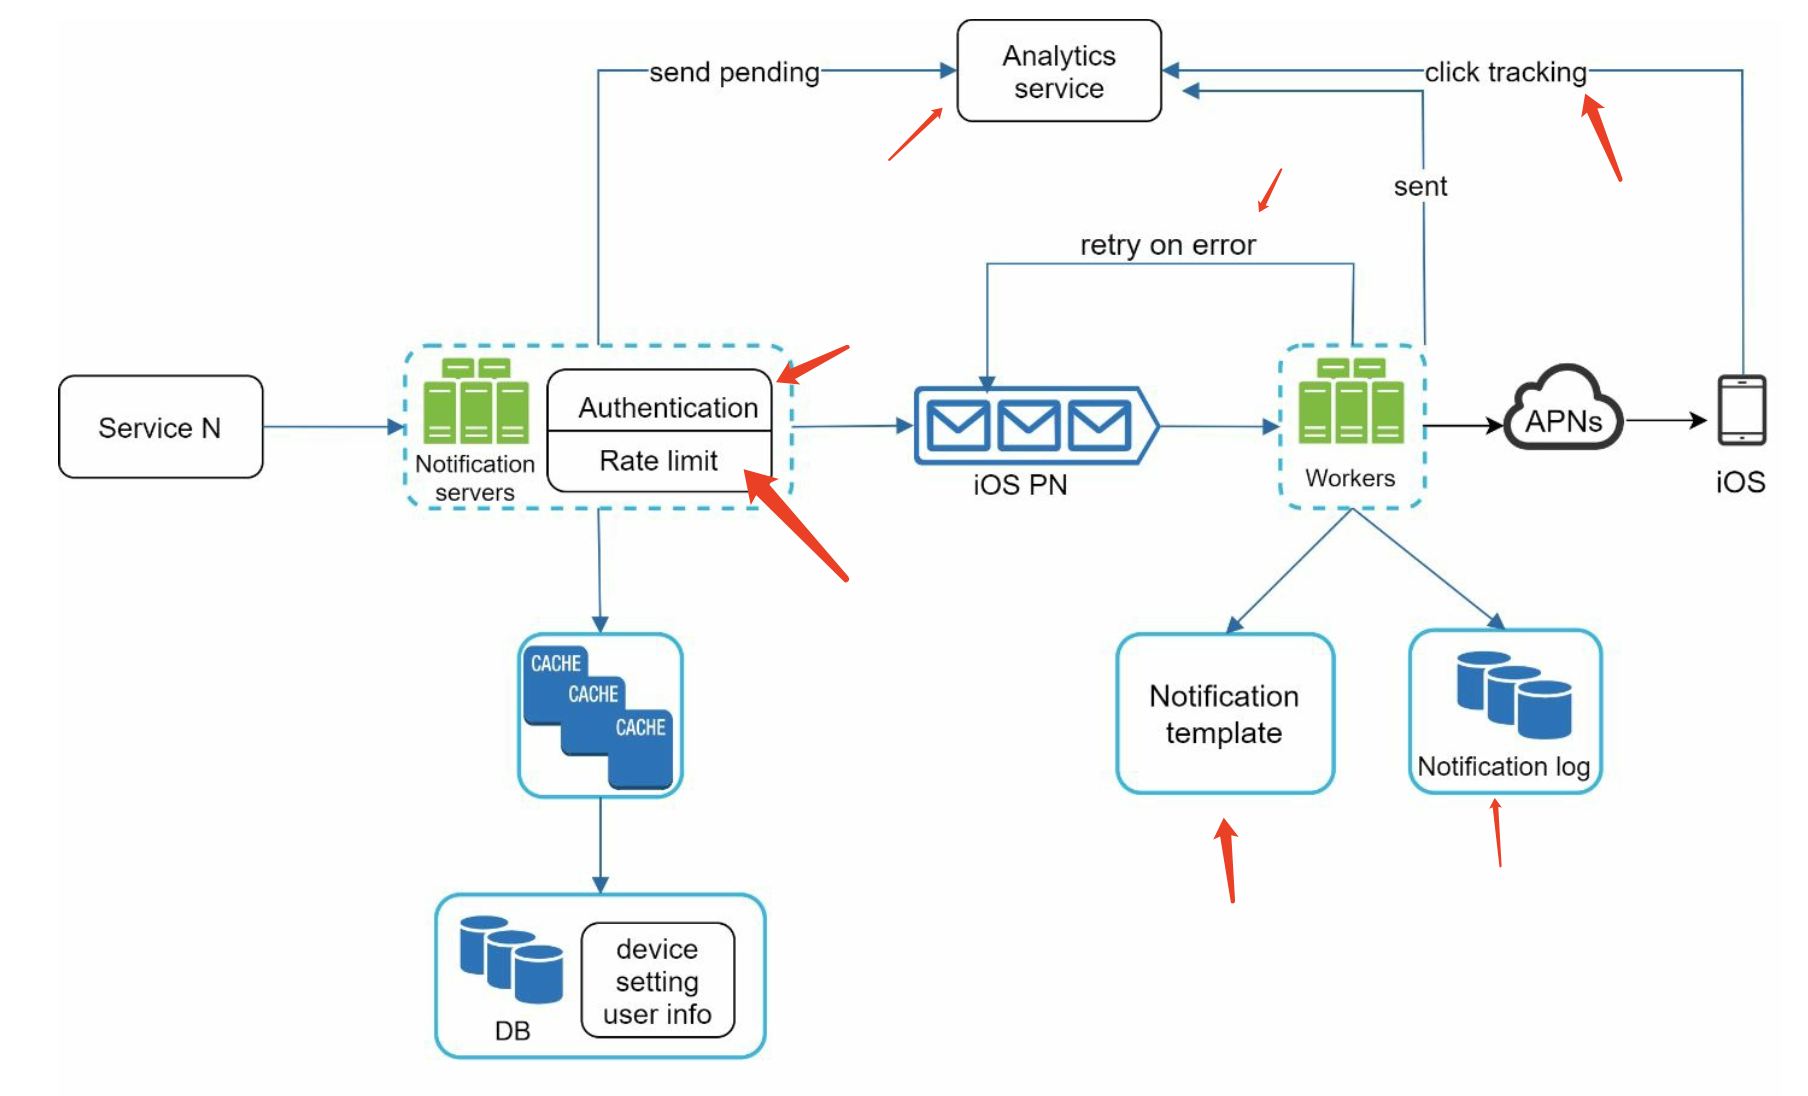 Analytics
service
send pending
click tracking
sent
retry on error
Service N
Notification
servers
Authentication
Rate limit
iOS PN
Workers
APNs
iOS
CACHE
CACHE
CACHE
Notification
template
Notification log
DB
device
setting
user info